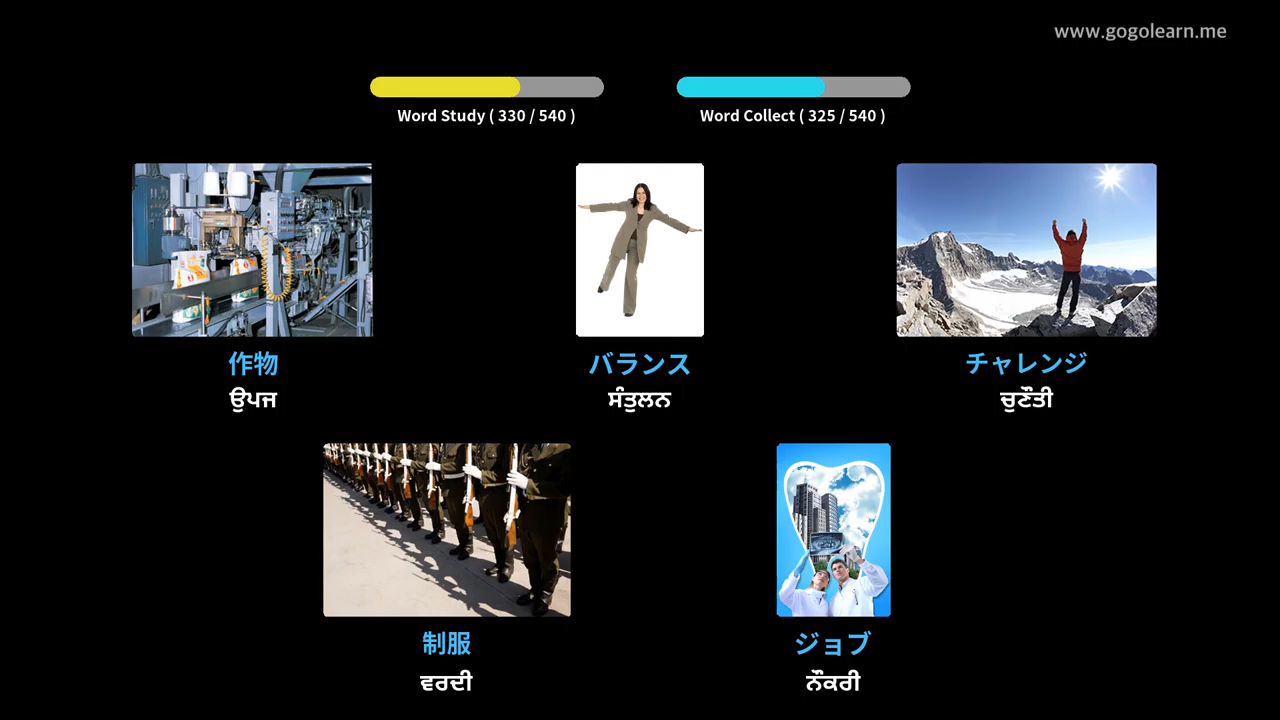 www.gogolearn.me
Word Study ( 330 / 540 )
Word Collect ( 325 / 540 )
作物
ਉਪਜ
バランス
ਸੰਤੁਲਨ
チャレンジ
ਚੁਣੌਤੀ
制服
ਵਰਦੀ
ジョブ
ਨੌਕਰੀ